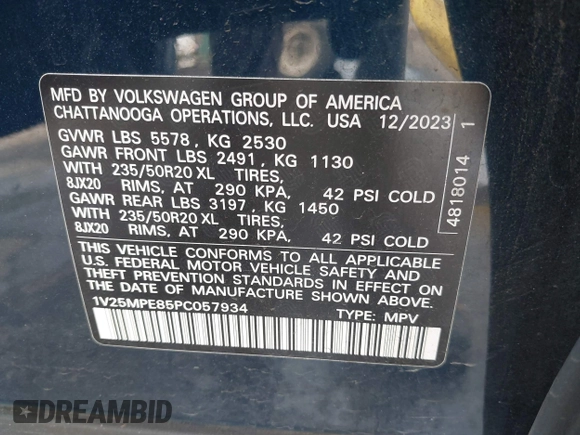 MFD BY VOLKSWAGEN GROUP OF AMERICA
CHATTANOOGA OPERATIONS, LLC. USA 12/2023
GVWR LBS 5578, KG 2530
GAWR FRONT LBS 2491, KG 1130
WITH 235/50R20 XL TIRES,
8JX20 RIMS, AT 290 KPA, 42 PSI COLD
GAWR REAR LBS 3197, KG 1450
WITH 235/50R20 XL TIRES,
8JX20 RIMS, AT 290 KPA, 42 PSI COLD
THIS VEHICLE CONFORMS TO ALL APPLICABLE
U.S. FEDERAL MOTOR VEHICLE SAFETY AND
THEFT PREVENTION STANDARDS IN EFFECT ON
THE DATE OF MANUFACTURE SHOWN ABOVE.
1V25MPE85PC057934 TYPE: MPV
4818014 1
DREAMBID